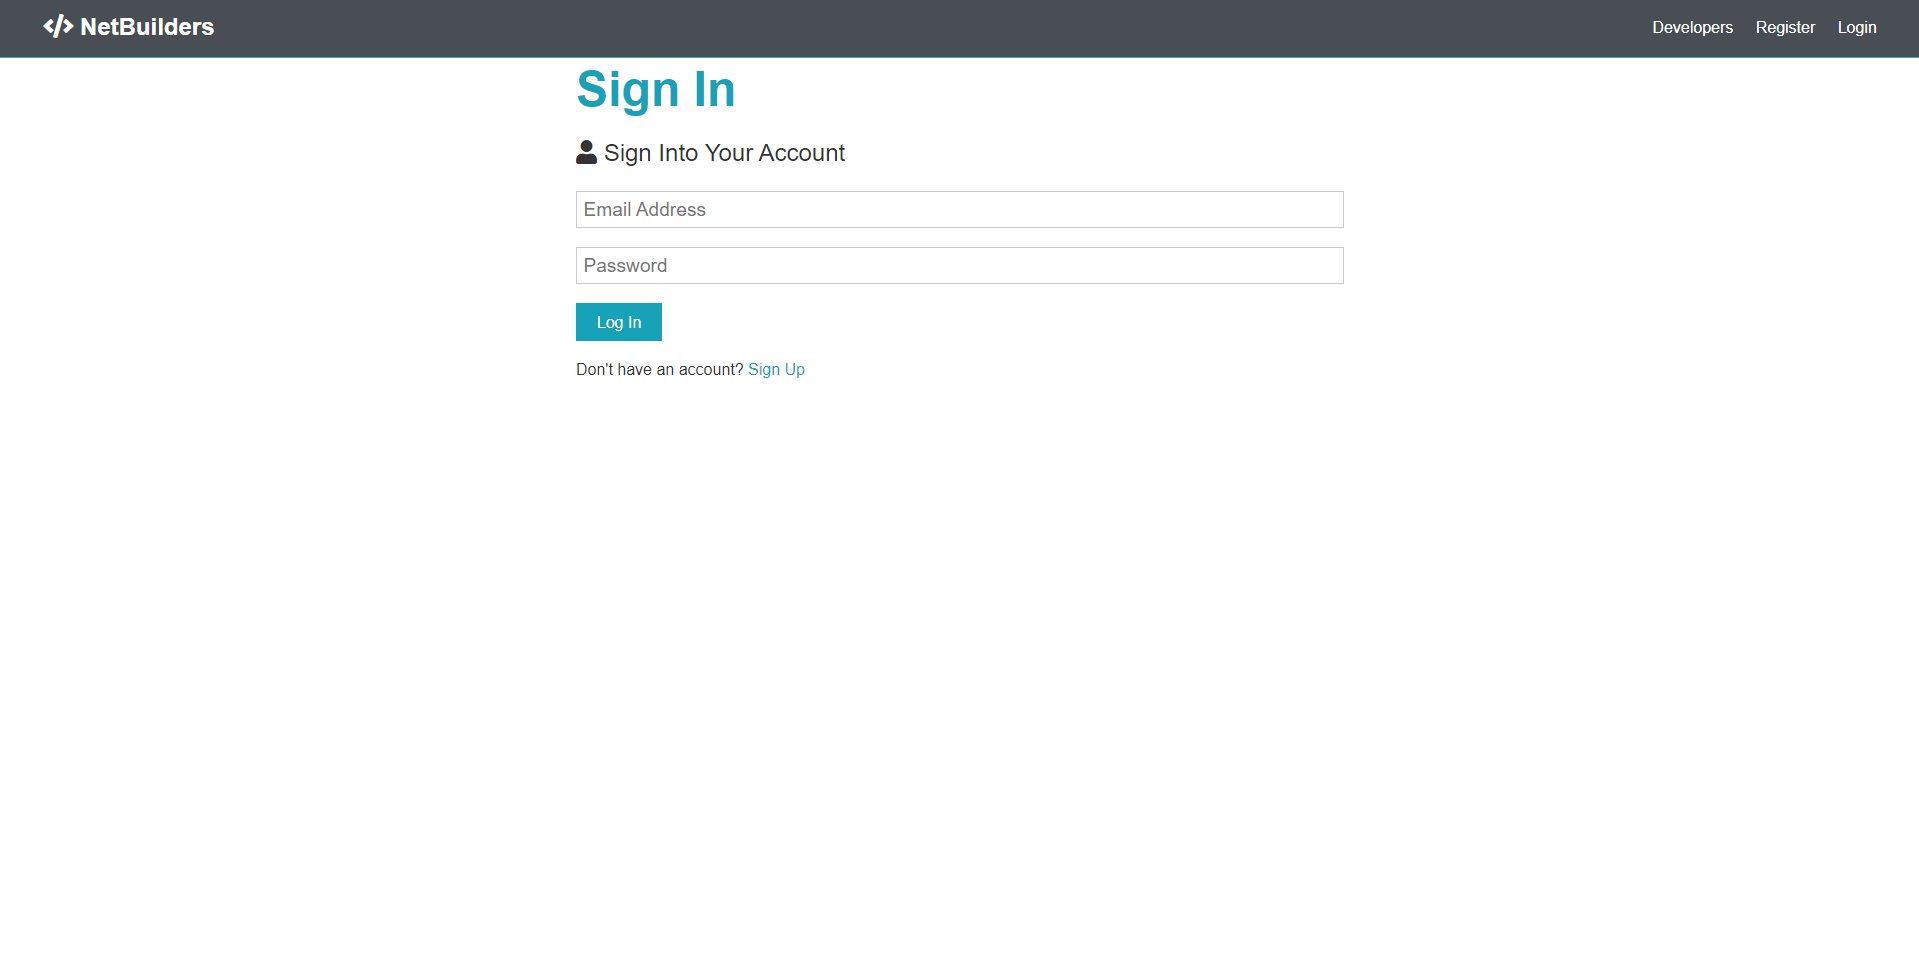 NetBuilders
Developers Register Login
Sign In
Sign Into Your Account
Email Address
Password
Log In
Don't have an account? Sign Up